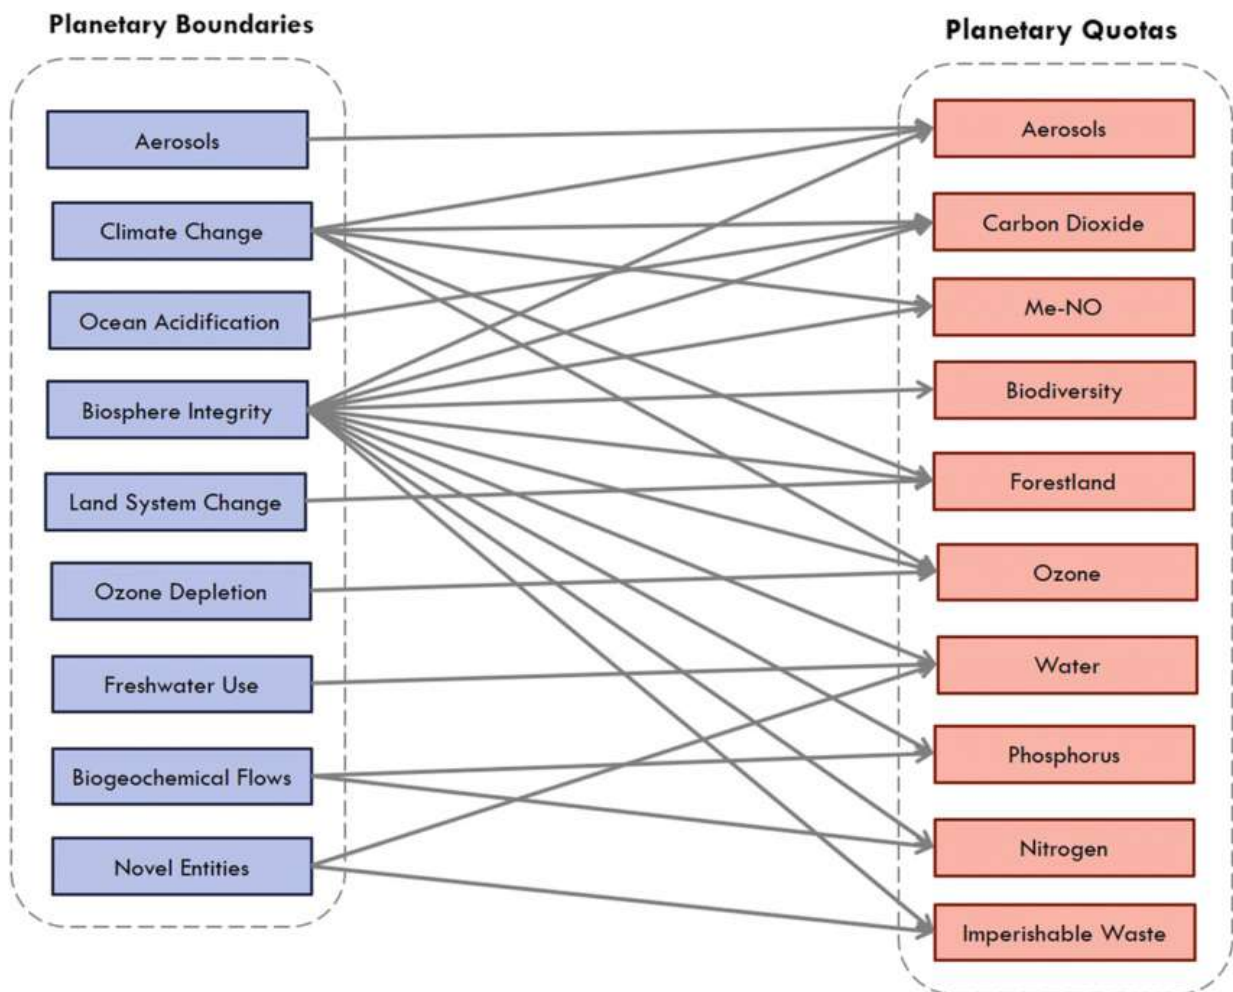 Planetary Boundaries
Aerosols
Climate Change
Ocean Acidification
Biosphere Integrity
Land System Change
Ozone Depletion
Freshwater Use
Biogeochemical Flows
Novel Entities
Planetary Quotas
Aerosols
Carbon Dioxide
Me-NO
Biodiversity
Forestland
Ozone
Water
Phosphorus
Nitrogen
Imperishable Waste